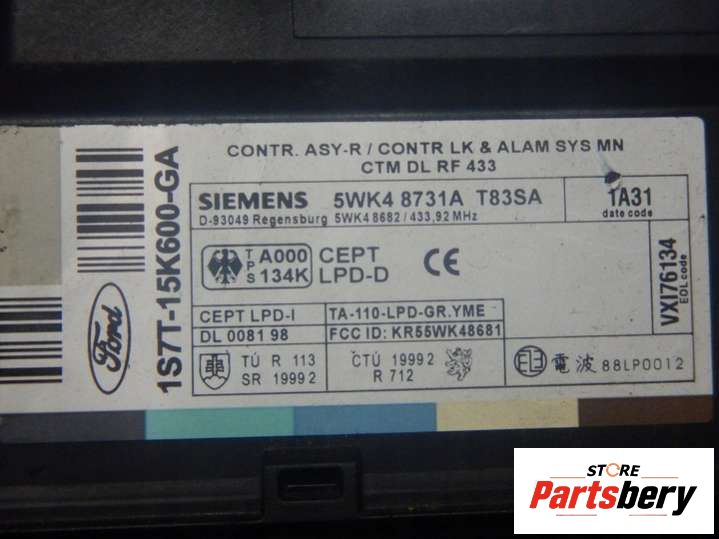 CONTR. ASY-R / CONTR LK & ALAM SYS MN
CTM DL RF 433
SIEMENS 5WK4 8731A T83SA
D-93049 Regensburg 5WK4 8682 / 433,92 MHz
1A31
date code
TPS A000
134K
CEPT
LPD-D
CE
VXI76134
EOL code
CEPT LPD-I
DL 0081 98
TA-110-LPD-GR.YME
FCC ID: KR55WK48681
TÚ R 113
SR 1999 2
ČTÚ 1999 2
R 712
電波 88LP0012
Ford
1S7T-15K600-GA
STORE
Partsbery